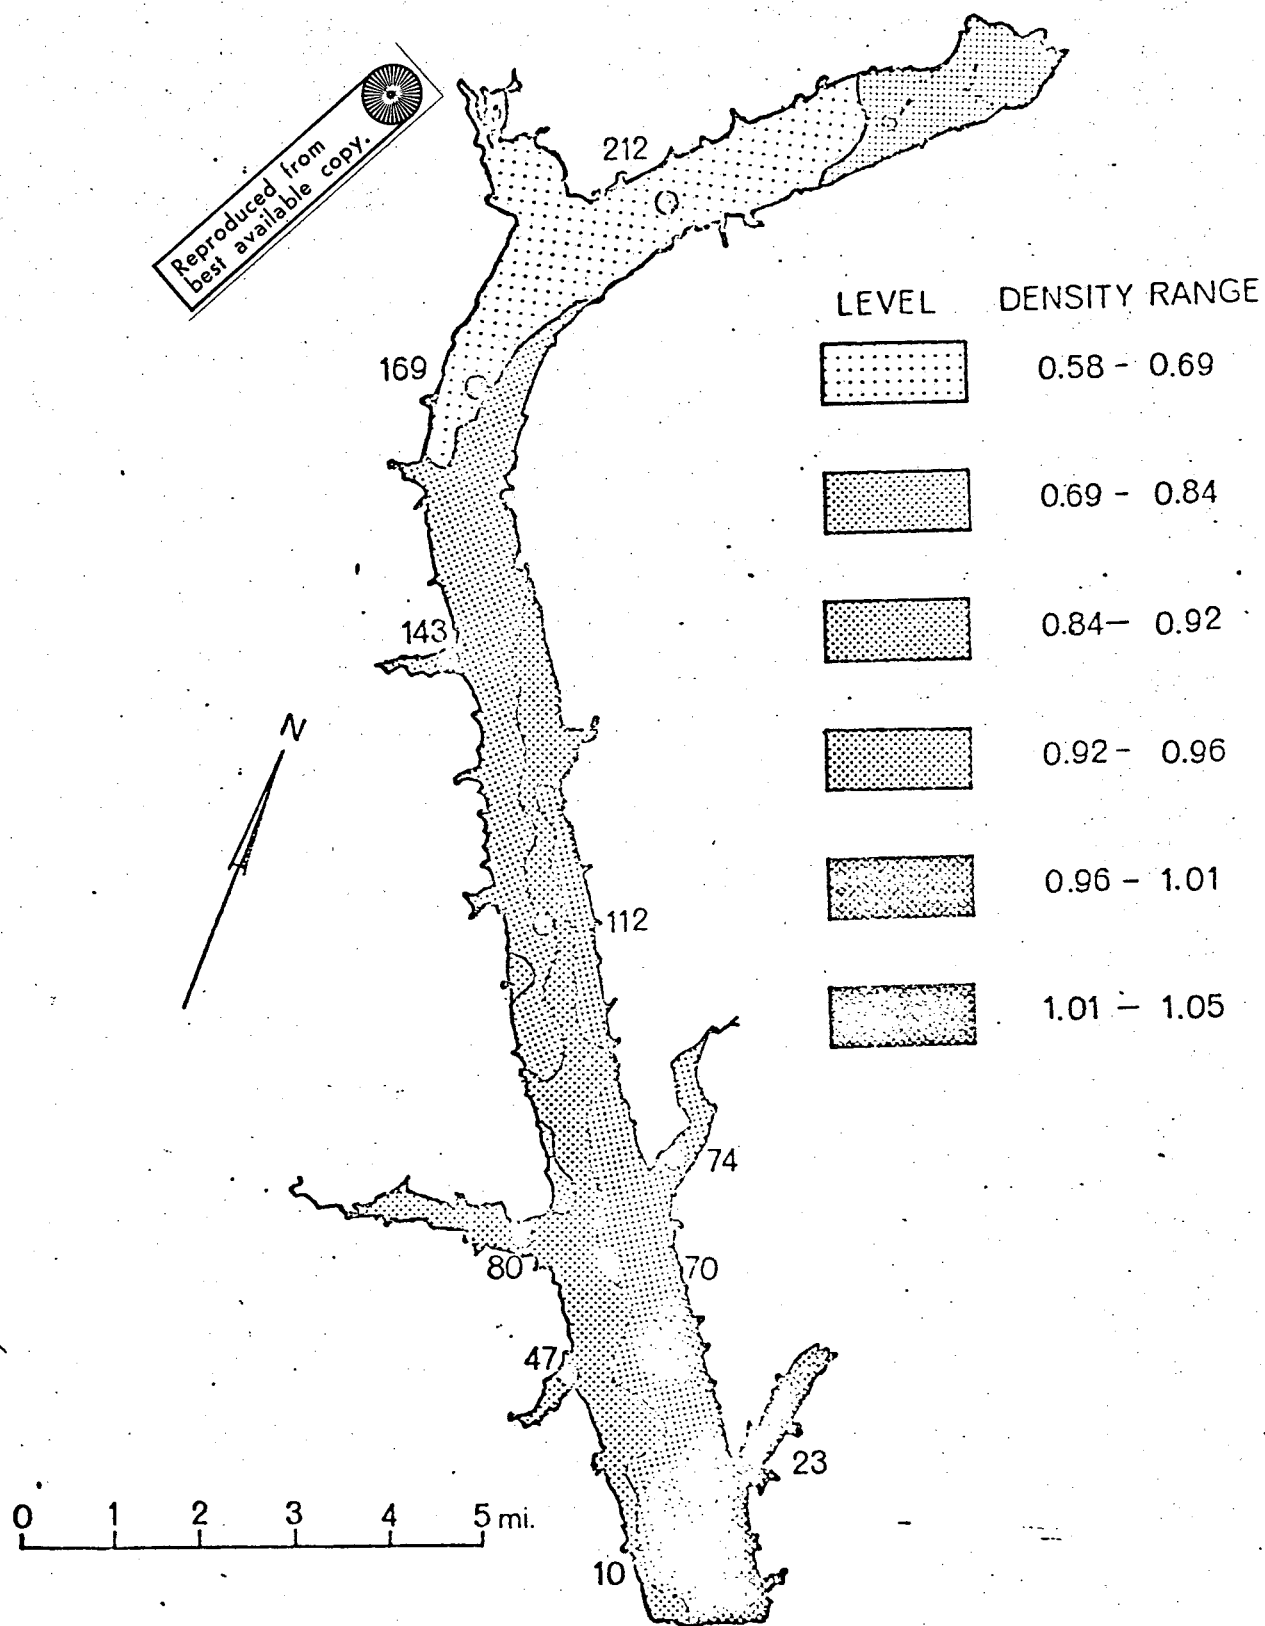 Reproduced from
best available copy.
212
169
143
N
112
74
80
70
47
23
10
0 1 2 3 4 5 mi.
LEVEL DENSITY RANGE
0.58 - 0.69
0.69 - 0.84
0.84 - 0.92
0.92 - 0.96
0.96 - 1.01
1.01 - 1.05